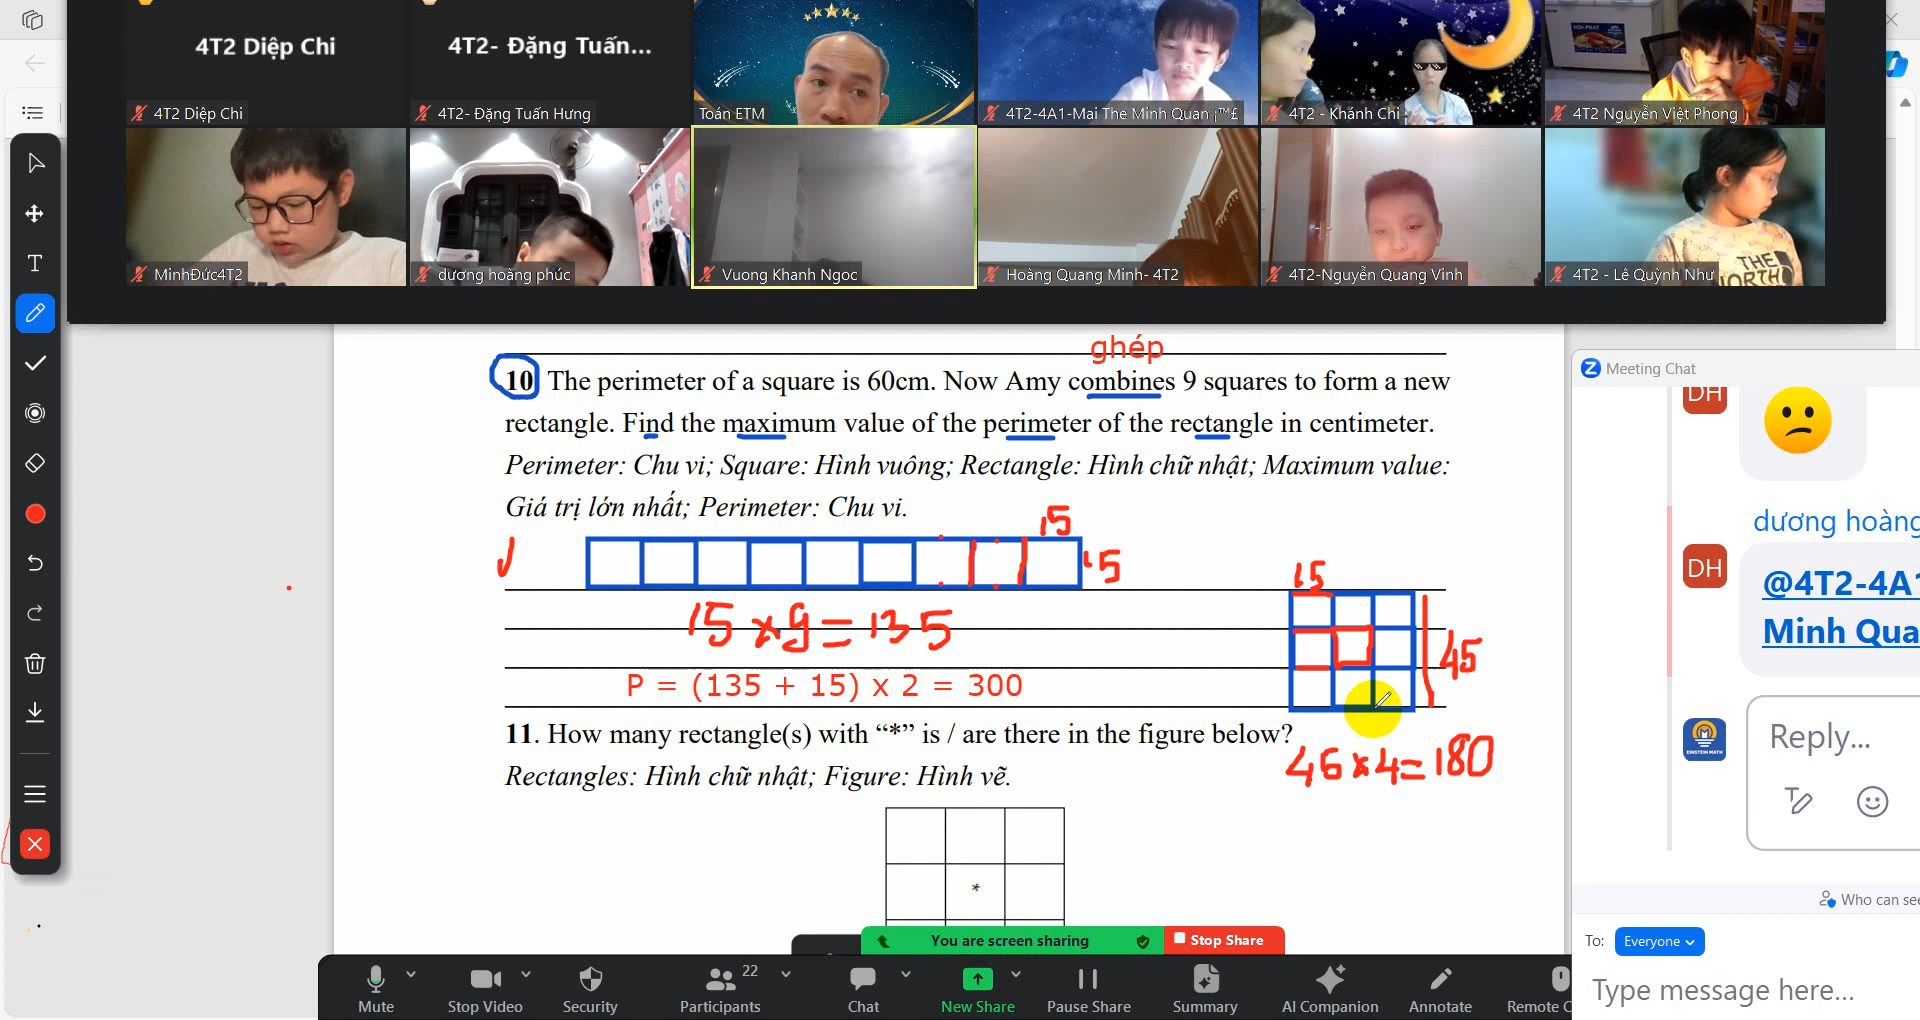 4T2 Diệp Chi
4T2- Đặng Tuấn...
4T2 Diệp Chi
4T2- Đặng Tuấn Hưng
Toán ETM
4T2-4A1-Mai The Minh Quan ¡™£
4T2 - Khánh Chi
4T2 Nguyễn Việt Phong
MinhĐức4T2
dương hoàng phúc
Vuong Khanh Ngoc
Hoàng Quang Minh- 4T2
4T2-Nguyễn Quang Vinh
4T2 - Lê Quỳnh Như
THE
NORTH
ghép
10 The perimeter of a square is 60cm. Now Amy combines 9 squares to form a new
rectangle. Find the maximum value of the perimeter of the rectangle in centimeter.
Perimeter: Chu vi; Square: Hình vuông; Rectangle: Hình chữ nhật; Maximum value:
Giá trị lớn nhất; Perimeter: Chu vi.
15
15
15 x 9 = 135
P = (135 + 15) x 2 = 300
15
45
45 x 4 = 180
11. How many rectangle(s) with “*” is / are there in the figure below?
Rectangles: Hình chữ nhật; Figure: Hình vẽ.
*
Meeting Chat
DH
dương hoàng
DH
@4T2-4A1
Minh Qua
EINSTEIN MATH
Reply...
Who can see
To: Everyone
Type message here...
You are screen sharing
Stop Share
Mute
Stop Video
Security
Participants
22
Chat
New Share
Pause Share
Summary
AI Companion
Annotate
Remote C